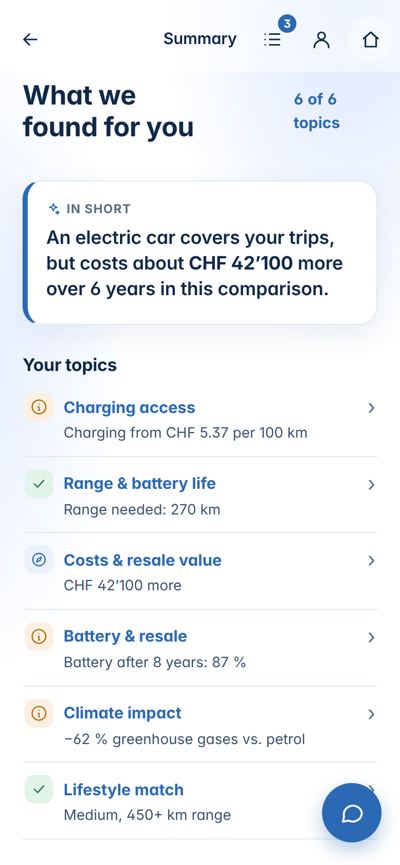 Summary
3
What we
found for you
6 of 6
topics
IN SHORT
An electric car covers your trips,
but costs about CHF 42’100 more
over 6 years in this comparison.
Your topics
Charging access
Charging from CHF 5.37 per 100 km
Range & battery life
Range needed: 270 km
Costs & resale value
CHF 42’100 more
Battery & resale
Battery after 8 years: 87 %
Climate impact
−62 % greenhouse gases vs. petrol
Lifestyle match
Medium, 450+ km range